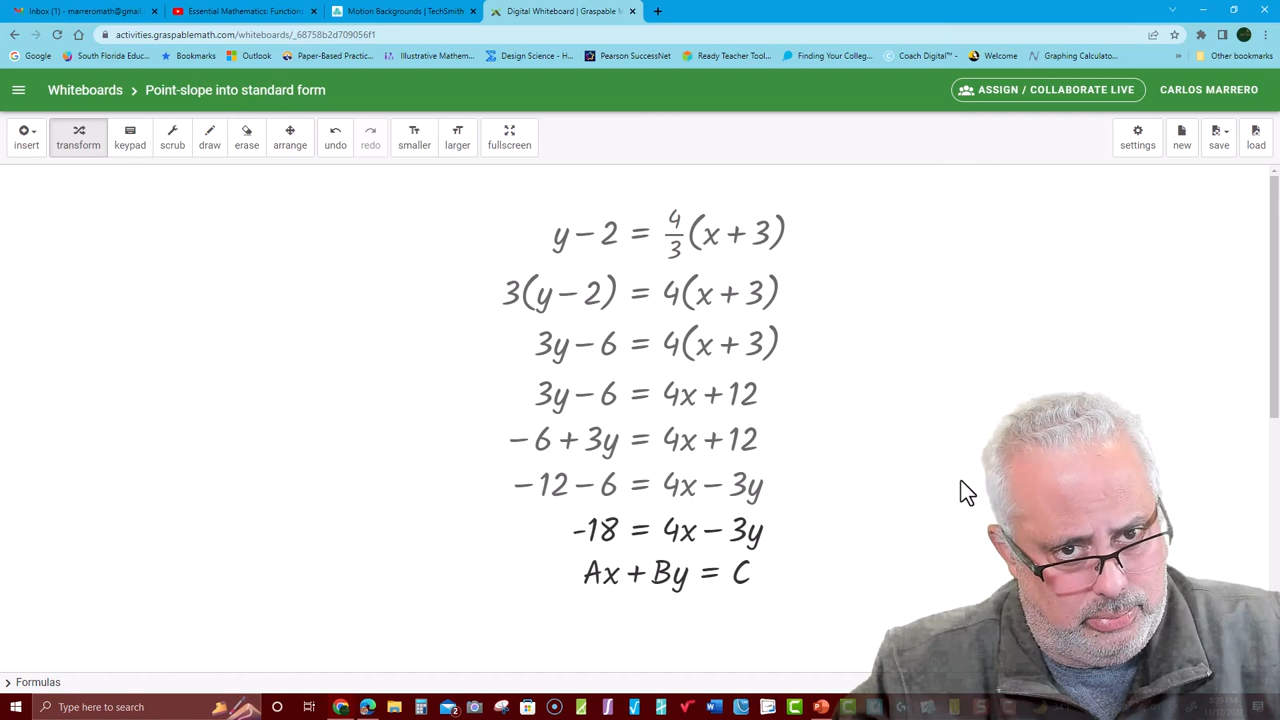 Inbox (1) - marreromath@gmail.
Essential Mathematics: Function
Motion Backgrounds | TechSmith
Digital Whiteboard | Graspable M
activities.graspablemath.com/whiteboards/_68758b2d709056f1
Google South Florida Educ... Bookmarks Outlook Paper-Based Practic... Illustrative Mathem... Design Science - H... Pearson SuccessNet Ready Teacher Tool... Finding Your Colleg... Coach Digital™ - Welcome Graphing Calculato... » Other bookmarks
Whiteboards > Point-slope into standard form ASSIGN / COLLABORATE LIVE CARLOS MARRERO
insert transform keypad scrub draw erase arrange undo redo smaller larger fullscreen settings new save load
y − 2 = 4/3 (x + 3)
3(y − 2) = 4(x + 3)
3y − 6 = 4(x + 3)
3y − 6 = 4x + 12
−6 + 3y = 4x + 12
−12 − 6 = 4x − 3y
-18 = 4x − 3y
Ax + By = C
Formulas
Type here to search